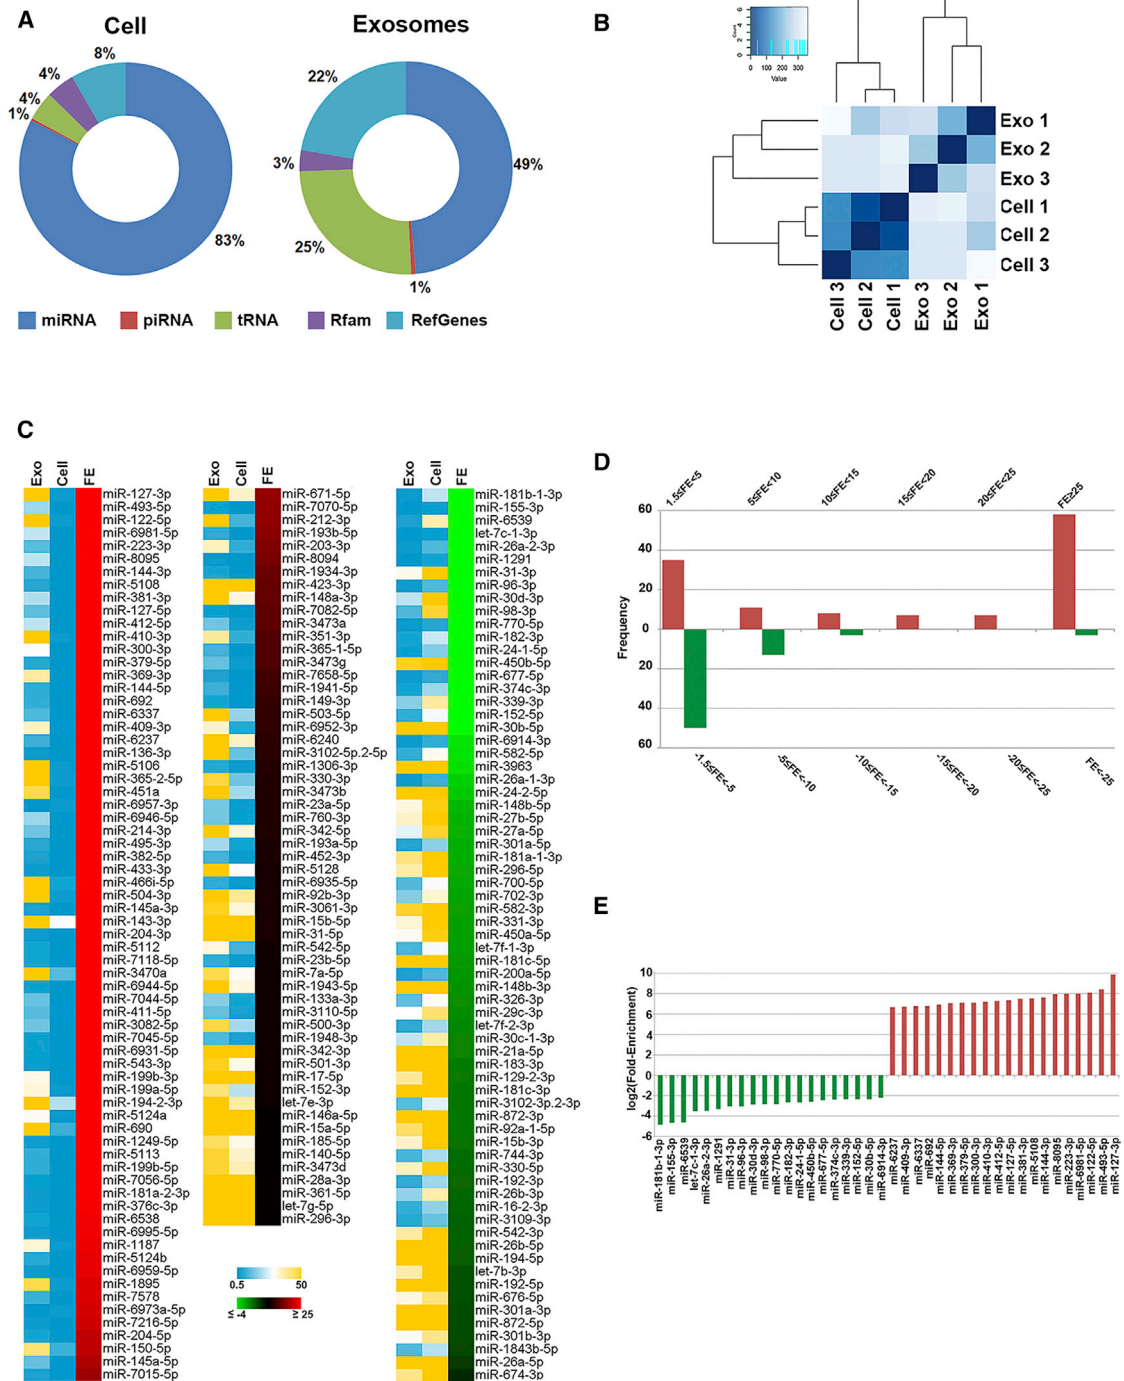 A
Cell
Exosomes
8%
4%
4%
1%
83%
22%
3%
25%
49%
1%
miRNA
piRNA
tRNA
Rfam
RefGenes
B
Count
0 2 4 6
0 100 200 300
Value
Exo 1
Exo 2
Exo 3
Cell 1
Cell 2
Cell 3
Cell 3
Cell 2
Cell 1
Exo 3
Exo 2
Exo 1
C
Exo
Cell
FE
miR-127-3p
miR-493-5p
miR-122-5p
miR-6981-5p
miR-223-3p
miR-8095
miR-144-3p
miR-5108
miR-381-3p
miR-127-5p
miR-412-5p
miR-410-3p
miR-300-3p
miR-379-5p
miR-369-3p
miR-144-5p
miR-692
miR-6337
miR-409-3p
miR-6237
miR-136-3p
miR-5106
miR-365-2-5p
miR-451a
miR-6957-3p
miR-6946-5p
miR-214-3p
miR-495-3p
miR-382-5p
miR-433-3p
miR-466i-5p
miR-504-3p
miR-145a-3p
miR-143-3p
miR-204-3p
miR-5112
miR-7118-5p
miR-3470a
miR-6944-5p
miR-7044-5p
miR-411-5p
miR-3082-5p
miR-7045-5p
miR-6931-5p
miR-543-3p
miR-199b-3p
miR-199a-5p
miR-194-2-3p
miR-5124a
miR-690
miR-1249-5p
miR-5113
miR-199b-5p
miR-7056-5p
miR-181a-2-3p
miR-376c-3p
miR-6538
miR-6995-5p
miR-1187
miR-5124b
miR-6959-5p
miR-1895
miR-7578
miR-6973a-5p
miR-7216-5p
miR-204-5p
miR-150-5p
miR-145a-5p
miR-7015-5p
Exo
Cell
FE
miR-671-5p
miR-7070-5p
miR-212-3p
miR-193b-5p
miR-203-3p
miR-8094
miR-1934-3p
miR-423-3p
miR-148a-3p
miR-7082-5p
miR-3473a
miR-351-3p
miR-365-1-5p
miR-3473g
miR-7658-5p
miR-1941-5p
miR-149-3p
miR-503-5p
miR-6952-3p
miR-6240
miR-3102-5p.2-5p
miR-1306-3p
miR-330-3p
miR-3473b
miR-23a-5p
miR-760-3p
miR-342-5p
miR-193a-5p
miR-452-3p
miR-5128
miR-6935-5p
miR-92b-3p
miR-3061-3p
miR-15b-5p
miR-31-5p
miR-542-5p
miR-23b-5p
miR-7a-5p
miR-1943-5p
miR-133a-3p
miR-3110-5p
miR-500-3p
miR-1948-3p
miR-342-3p
miR-501-3p
miR-17-5p
miR-152-3p
let-7e-3p
miR-146a-5p
miR-15a-5p
miR-185-5p
miR-140-5p
miR-3473d
miR-28a-3p
miR-361-5p
let-7g-5p
miR-296-3p
0.5
50
≤ -4
≥ 25
Exo
Cell
FE
miR-181b-1-3p
miR-155-3p
miR-6539
let-7c-1-3p
miR-26a-2-3p
miR-1291
miR-31-3p
miR-96-3p
miR-30d-3p
miR-98-3p
miR-770-5p
miR-182-3p
miR-24-1-5p
miR-450b-5p
miR-677-5p
miR-374c-3p
miR-339-3p
miR-152-5p
miR-30b-5p
miR-6914-3p
miR-582-5p
miR-3963
miR-26a-1-3p
miR-24-2-5p
miR-148b-5p
miR-27b-5p
miR-27a-5p
miR-301a-5p
miR-181a-1-3p
miR-296-5p
miR-700-5p
miR-702-3p
miR-582-3p
miR-331-3p
miR-450a-5p
let-7f-1-3p
miR-181c-5p
miR-200a-5p
miR-148b-3p
miR-326-3p
miR-29c-3p
let-7f-2-3p
miR-30c-1-3p
miR-21a-5p
miR-183-3p
miR-129-2-3p
miR-181c-3p
miR-3102-3p.2-3p
miR-872-3p
miR-92a-1-5p
miR-15b-3p
miR-744-3p
miR-330-5p
miR-192-3p
miR-26b-3p
miR-16-2-3p
miR-3109-3p
miR-542-3p
miR-26b-5p
miR-194-5p
let-7b-3p
miR-192-5p
miR-676-5p
miR-301a-3p
miR-872-5p
miR-301b-3p
miR-1843b-5p
miR-26a-5p
miR-674-3p
D
1.5≤FE<5
5≤FE<10
10≤FE<15
15≤FE<20
20≤FE<25
FE≥25
60
40
20
0
20
40
60
Frequency
-1.5≤FE<-5
-5≤FE<-10
-10≤FE<-15
-15≤FE<-20
-20≤FE<-25
FE<-25
E
log2(Fold-Enrichment)
10
8
6
4
2
0
-2
-4
-6
miR-181b-1-3p
miR-155-3p
miR-6539
let-7c-1-3p
miR-26a-2-3p
miR-1291
miR-31-3p
miR-96-3p
miR-30d-3p
miR-98-3p
miR-770-5p
miR-182-3p
miR-24-1-5p
miR-450b-5p
miR-677-5p
miR-374c-3p
miR-339-3p
miR-152-5p
miR-30b-5p
miR-6914-3p
miR-6237
miR-409-3p
miR-6337
miR-692
miR-144-5p
miR-369-3p
miR-379-5p
miR-300-3p
miR-410-3p
miR-412-5p
miR-127-5p
miR-381-3p
miR-5108
miR-144-3p
miR-8095
miR-223-3p
miR-6981-5p
miR-122-5p
miR-493-5p
miR-127-3p